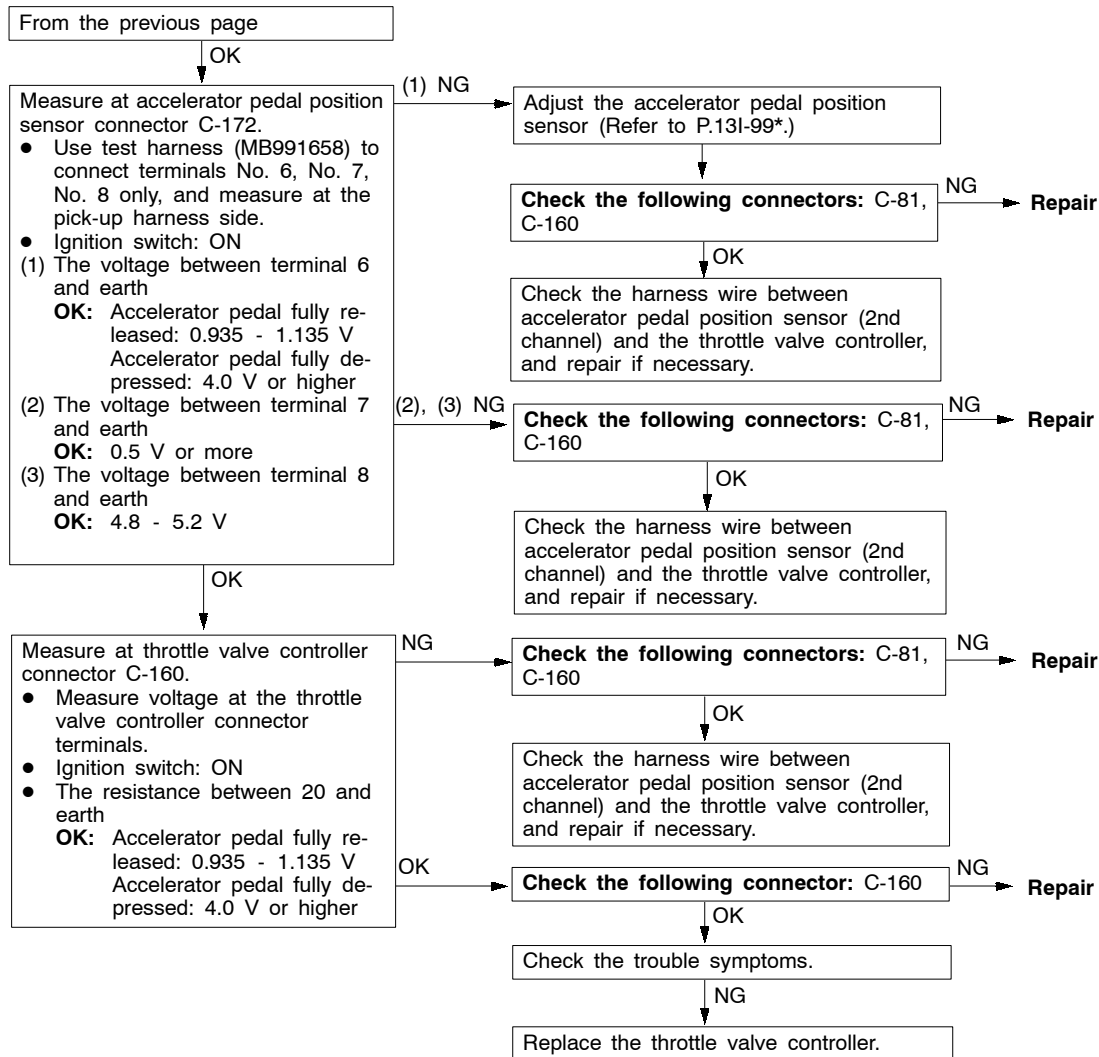 From the previous page
OK
Measure at accelerator pedal position
sensor connector C-172.
● Use test harness (MB991658) to
connect terminals No. 6, No. 7,
No. 8 only, and measure at the
pick-up harness side.
● Ignition switch: ON
(1) The voltage between terminal 6
and earth
OK: Accelerator pedal fully re-
leased: 0.935 - 1.135 V
Accelerator pedal fully de-
pressed: 4.0 V or higher
(2) The voltage between terminal 7
and earth
OK: 0.5 V or more
(3) The voltage between terminal 8
and earth
OK: 4.8 - 5.2 V
(1) NG
Adjust the accelerator pedal position
sensor (Refer to P.13I-99*.)
Check the following connectors: C-81,
C-160
NG
Repair
OK
Check the harness wire between
accelerator pedal position sensor (2nd
channel) and the throttle valve controller,
and repair if necessary.
(2), (3) NG
Check the following connectors: C-81,
C-160
NG
Repair
OK
Check the harness wire between
accelerator pedal position sensor (2nd
channel) and the throttle valve controller,
and repair if necessary.
OK
Measure at throttle valve controller
connector C-160.
● Measure voltage at the throttle
valve controller connector
terminals.
● Ignition switch: ON
● The resistance between 20 and
earth
OK: Accelerator pedal fully re-
leased: 0.935 - 1.135 V
Accelerator pedal fully de-
pressed: 4.0 V or higher
NG
Check the following connectors: C-81,
C-160
NG
Repair
OK
Check the harness wire between
accelerator pedal position sensor (2nd
channel) and the throttle valve controller,
and repair if necessary.
OK
Check the following connector: C-160
NG
Repair
OK
Check the trouble symptoms.
NG
Replace the throttle valve controller.